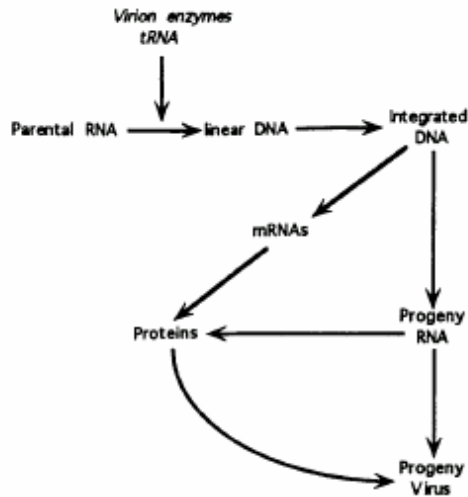 Virion enzymes
tRNA
Parental RNA
linear DNA
Integrated
DNA
mRNAs
Proteins
Progeny
RNA
Progeny
Virus